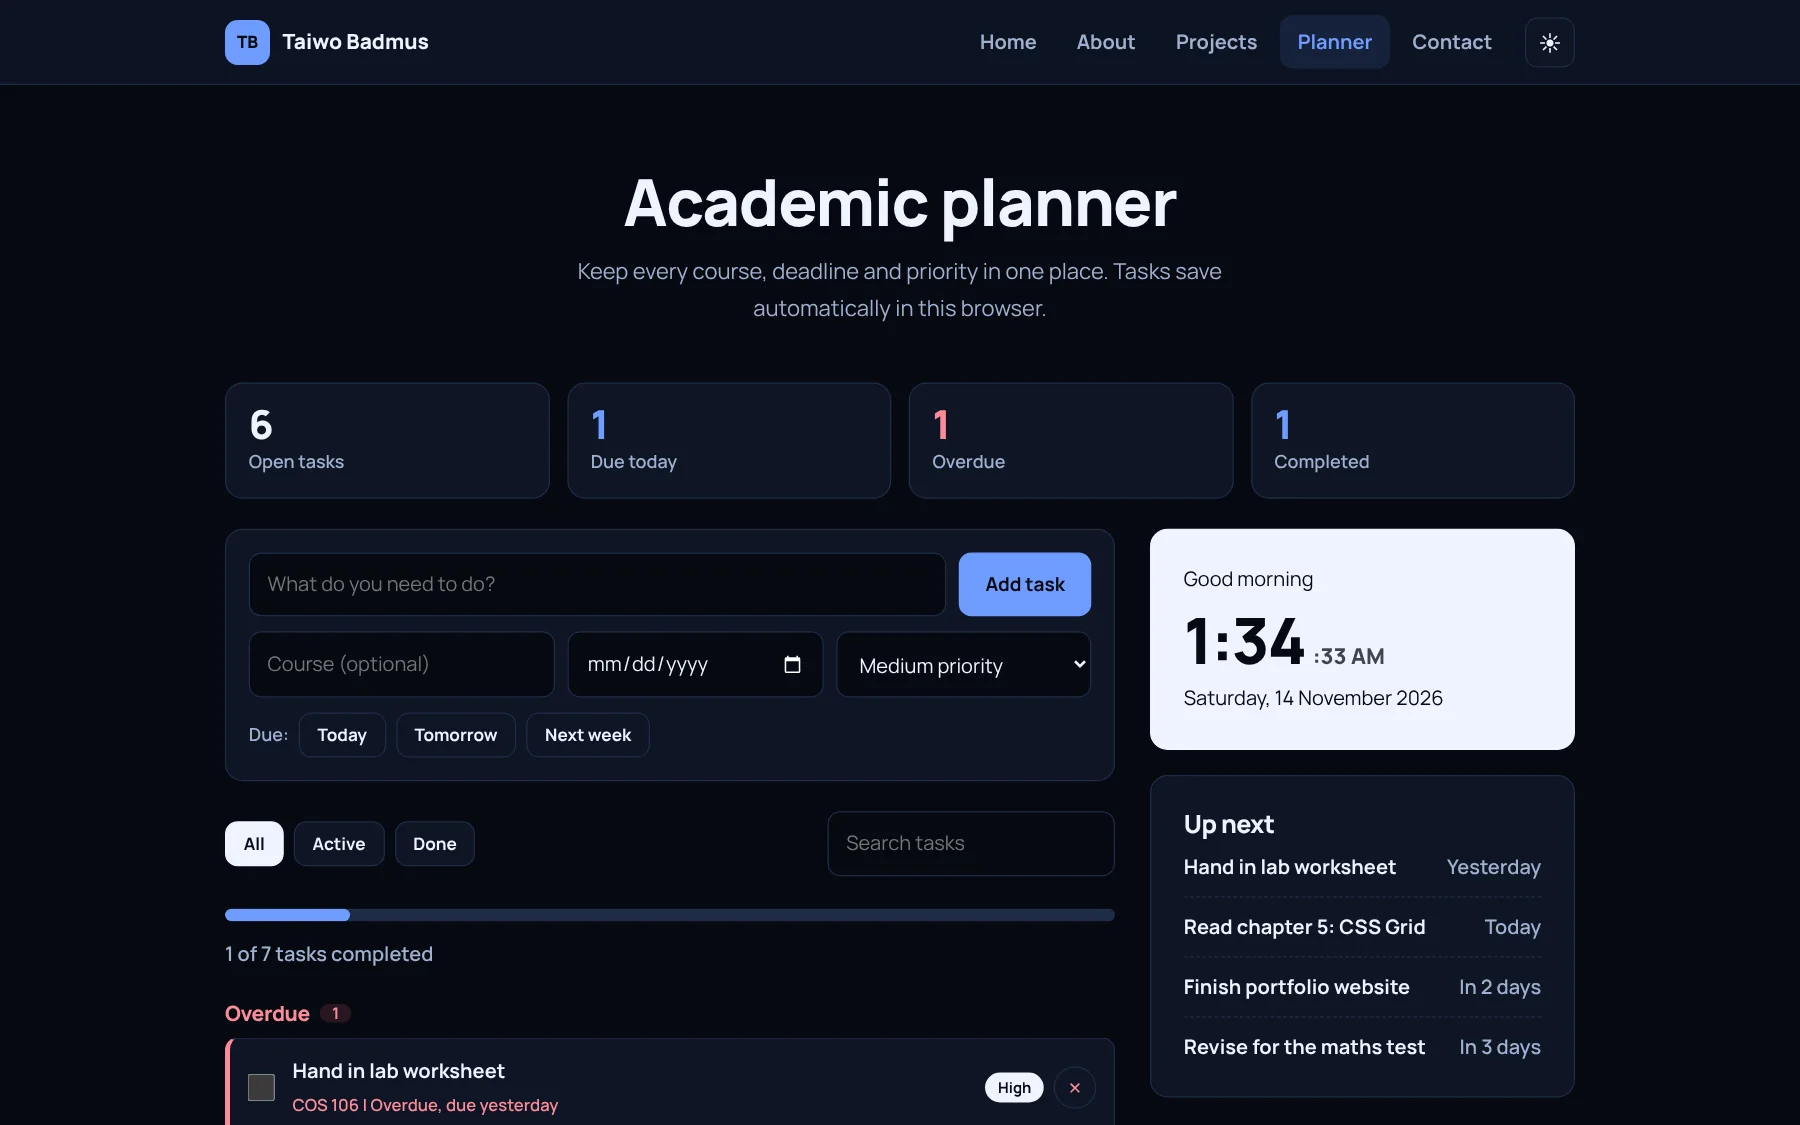 TB
Taiwo Badmus
Home
About
Projects
Planner
Contact
Academic planner
Keep every course, deadline and priority in one place. Tasks save
automatically in this browser.
6
Open tasks
1
Due today
1
Overdue
1
Completed
What do you need to do?
Add task
Course (optional)
mm/dd/yyyy
Medium priority
Due:
Today
Tomorrow
Next week
All
Active
Done
Search tasks
1 of 7 tasks completed
Overdue 1
Hand in lab worksheet
COS 106 | Overdue, due yesterday
High
Good morning
1:34 :33 AM
Saturday, 14 November 2026
Up next
Hand in lab worksheet Yesterday
Read chapter 5: CSS Grid Today
Finish portfolio website In 2 days
Revise for the maths test In 3 days